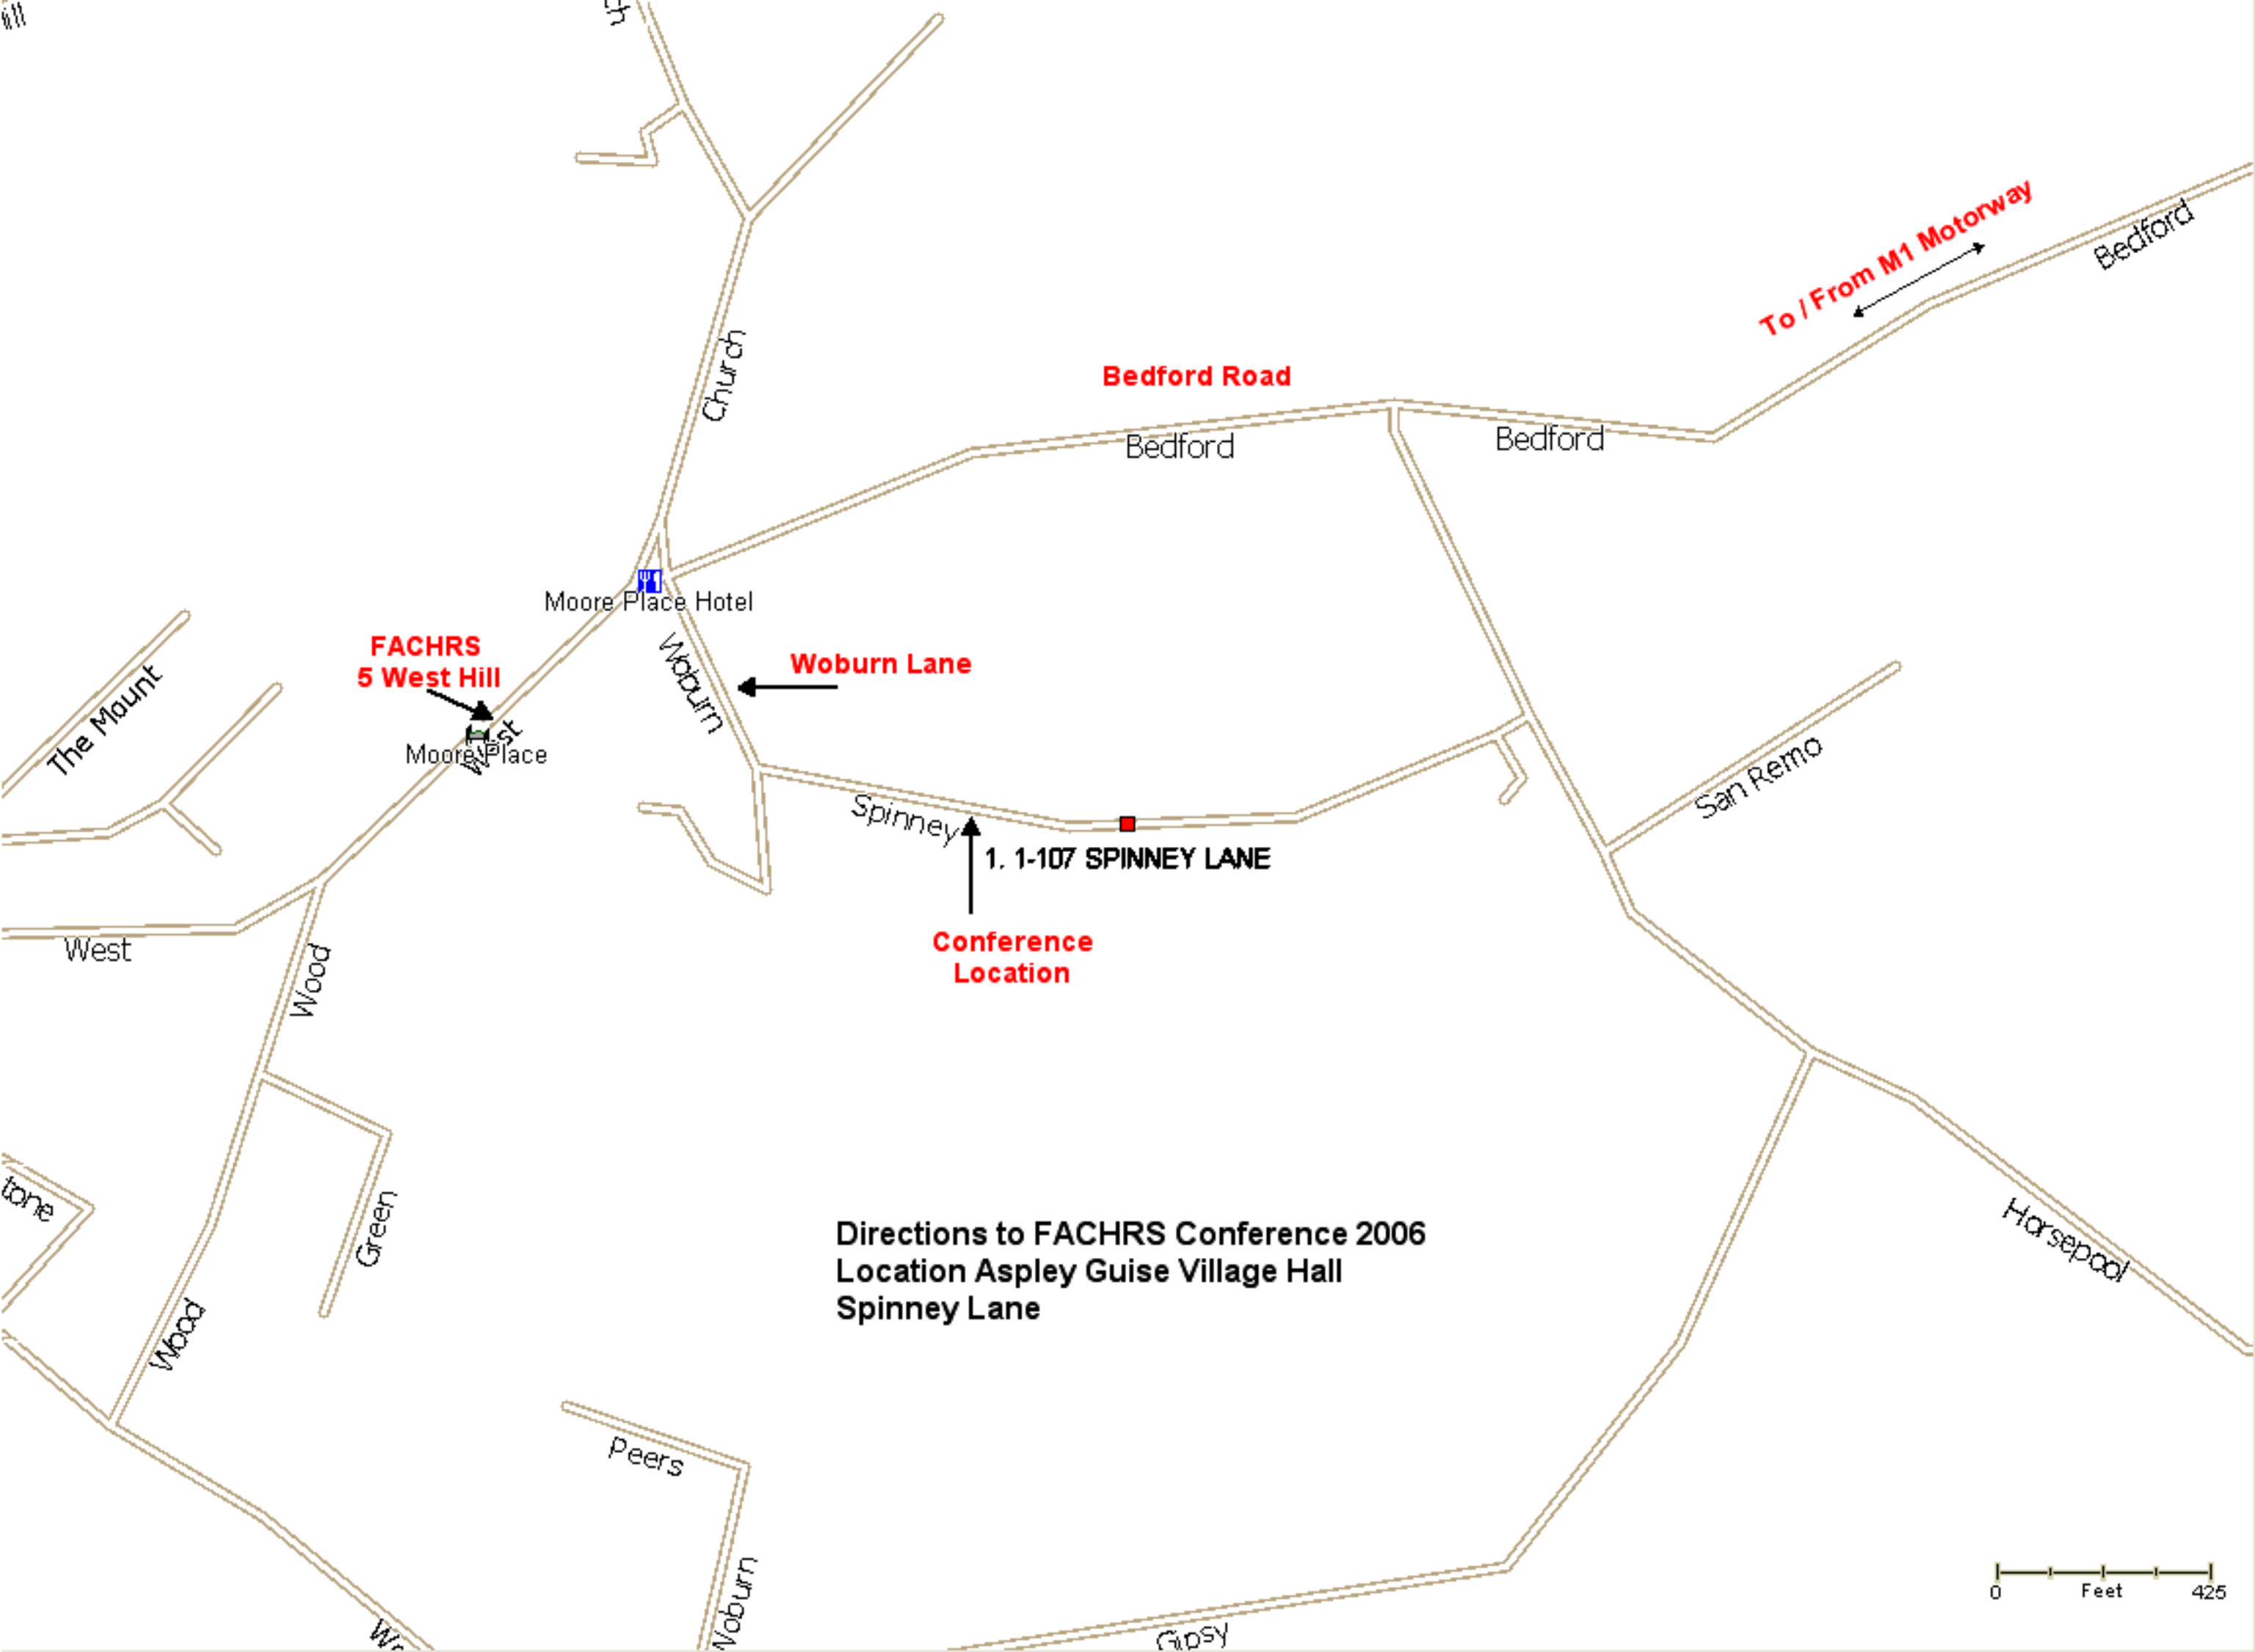 ill
To / From M1 Motorway
Bedford
Church
Bedford Road
Bedford
Bedford
Moore Place Hotel
FACHRS
5 West Hill
Woburn
Woburn Lane
The Mount
West
Moore Place
San Remo
Spinney
1. 1-107 SPINNEY LANE
Conference
Location
West
Wood
tone
Green
Directions to FACHRS Conference 2006
Location Aspley Guise Village Hall
Spinney Lane
Horsepool
Wood
Peers
Woburn
0 Feet 425
Gipsy